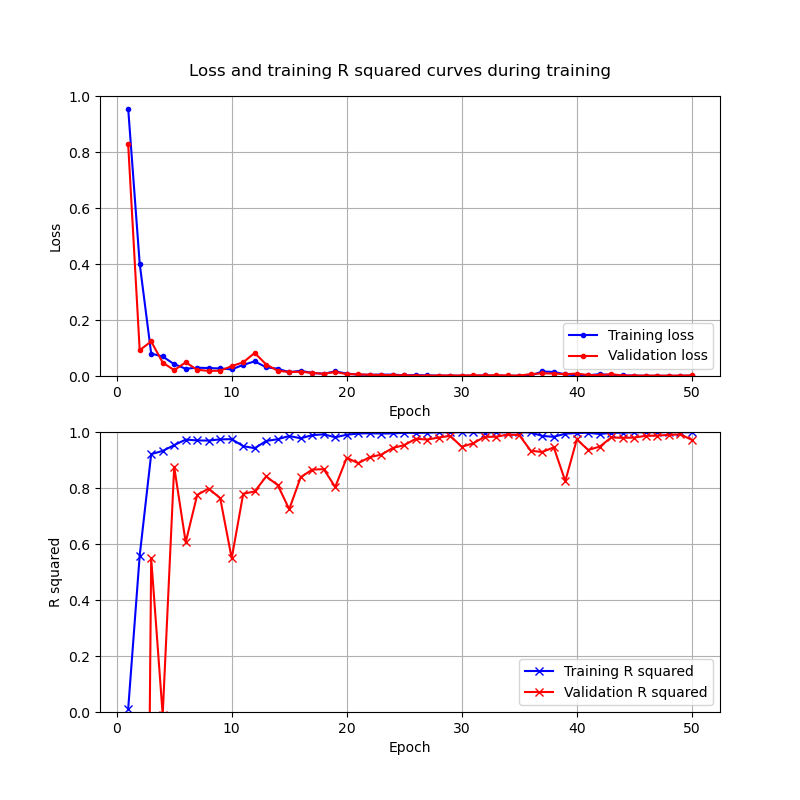 Loss and training R squared curves during training
1.0
0.8
0.6
0.4
0.2
0.0
Loss
Training loss
Validation loss
0 10 20 30 40 50
Epoch
1.0
0.8
0.6
0.4
0.2
0.0
R squared
Training R squared
Validation R squared
0 10 20 30 40 50
Epoch